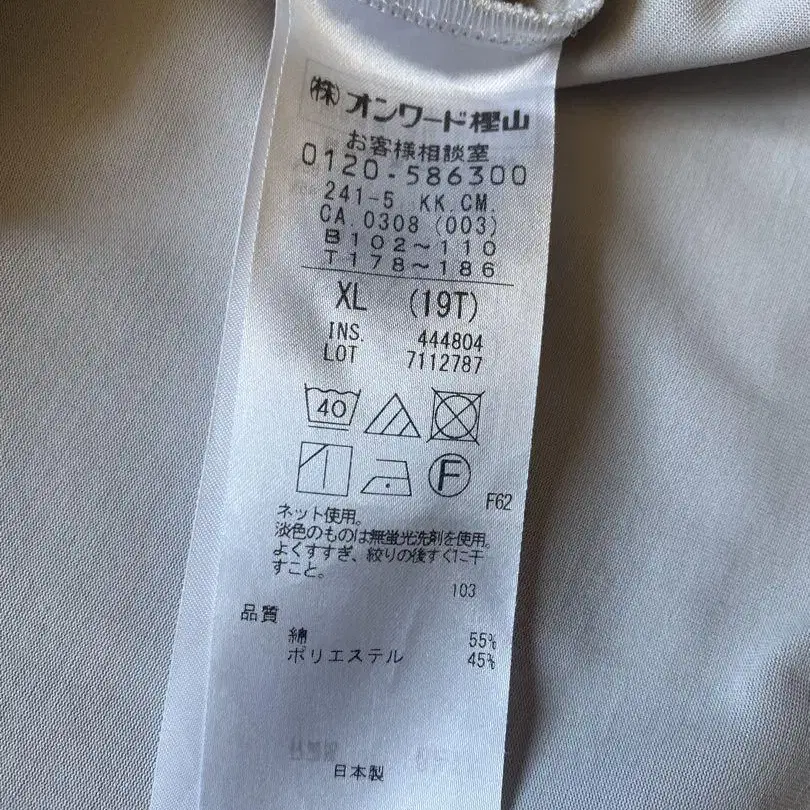 (株)オンワード樫山
お客様相談室
0120-586300
241-5 KK.CM.
CA.0308 (003)
B102~110
T178~186
XL (19T)
INS. 444804
LOT 7112787
40
F
F62
ネット使用。
淡色のものは無蛍光洗剤を使用。
よくすすぎ、絞りの後すぐに干
すこと。
103
品質
綿 55%
ポリエステル 45%
日本製